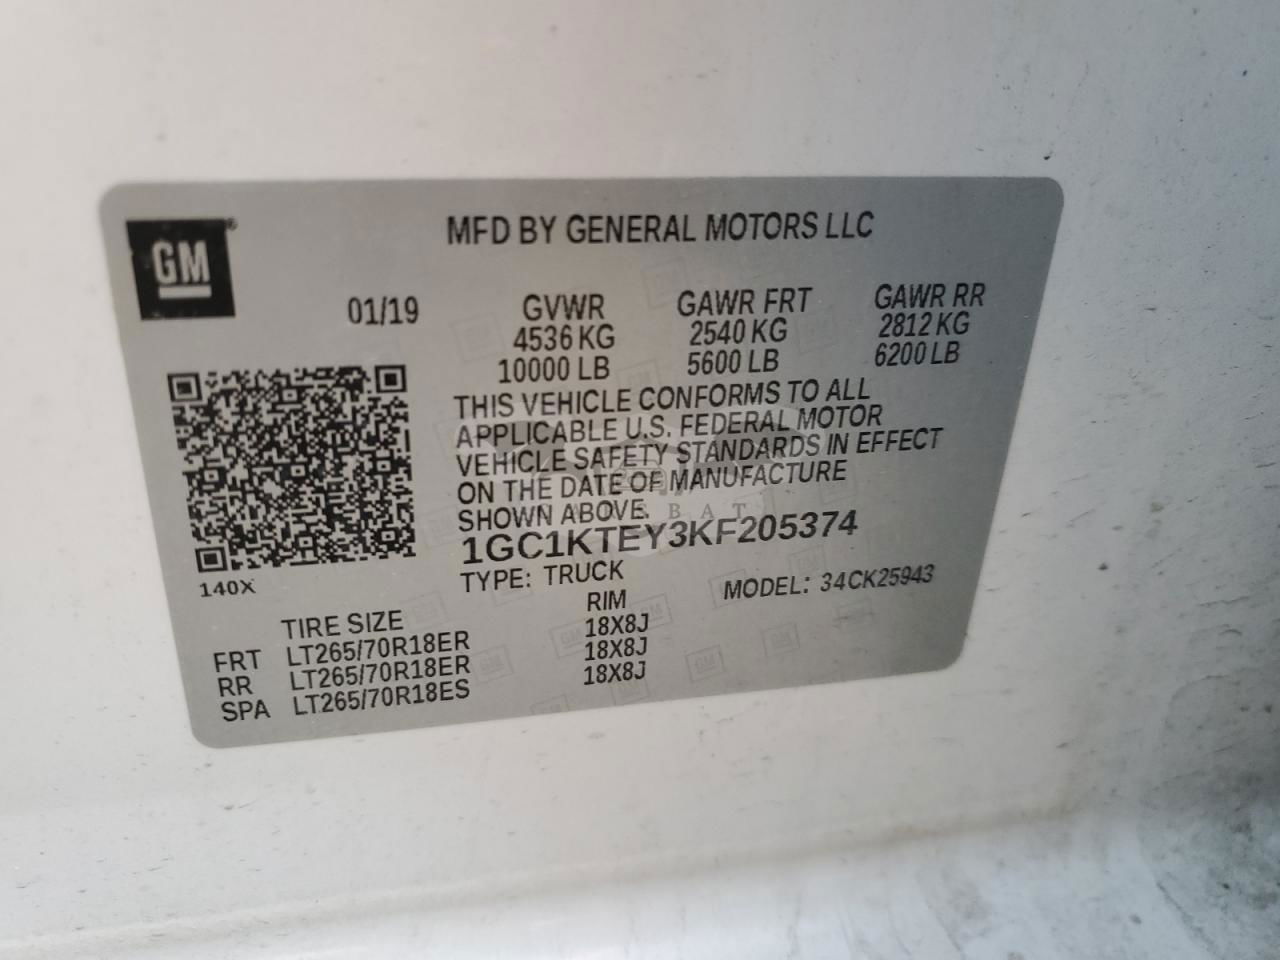 GM®
MFD BY GENERAL MOTORS LLC
01/19 GVWR GAWR FRT GAWR RR
4536 KG 2540 KG 2812 KG
10000 LB 5600 LB 6200 LB
THIS VEHICLE CONFORMS TO ALL
APPLICABLE U.S. FEDERAL MOTOR
VEHICLE SAFETY STANDARDS IN EFFECT
ON THE DATE OF MANUFACTURE
SHOWN ABOVE.
1GC1KTEY3KF205374
140X
TYPE: TRUCK MODEL: 34CK25943
TIRE SIZE RIM
FRT LT265/70R18ER 18X8J
RR LT265/70R18ER 18X8J
SPA LT265/70R18ES 18X8J